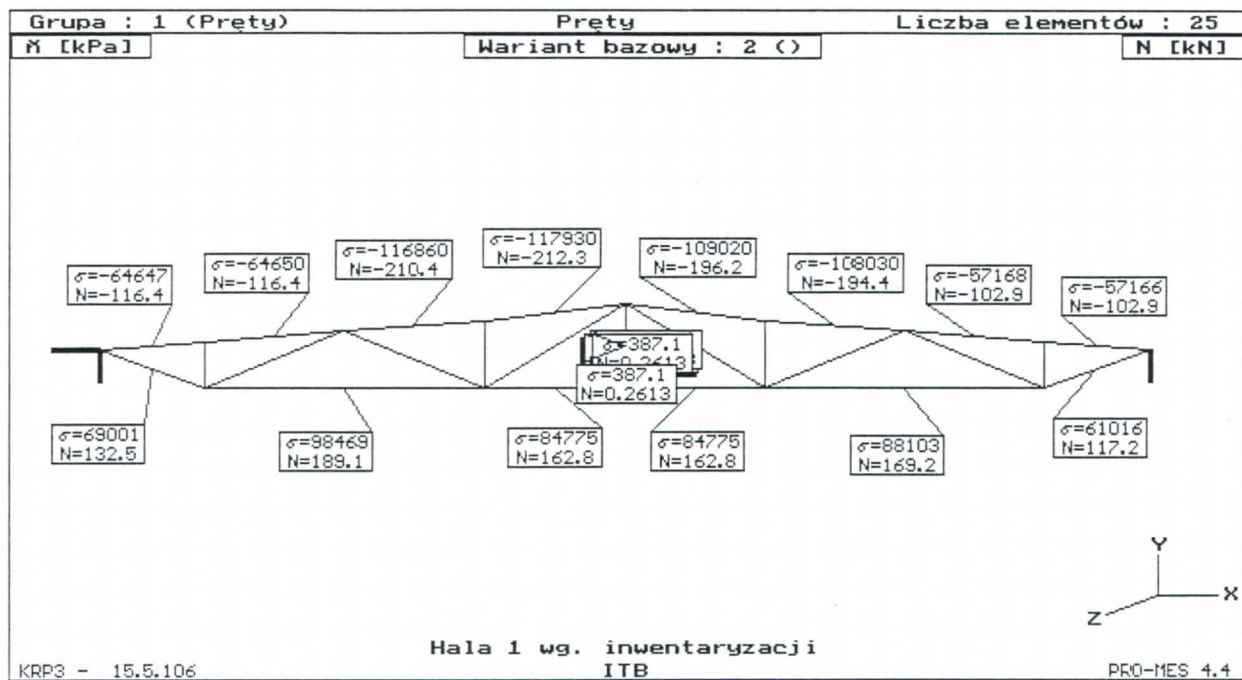 Grupa : 1 (Pręty) Pręty Liczba elementów : 25
[kPa] Wariant bazowy : 2 () N [kN]
σ=-64647
N=-116.4
σ=-64650
N=-116.4
σ=-116860
N=-210.4
σ=-117930
N=-212.3
σ=-109020
N=-196.2
σ=-108030
N=-194.4
σ=-57168
N=-102.9
σ=-57166
N=-102.9
σ=387.1
N=0.2613
σ=387.1
N=0.2613
σ=69001
N=132.5
σ=98469
N=189.1
σ=84775
N=162.8
σ=84775
N=162.8
σ=88103
N=169.2
σ=61016
N=117.2
Y
X
Z
Hala 1 wg. inwentaryzacji
KRP3 - 15.5.106 ITB PRO-MES 4.4